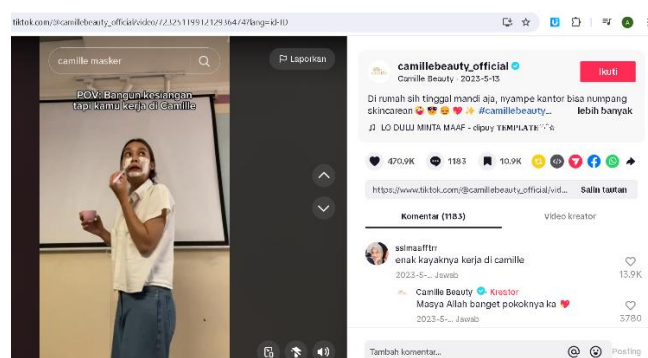 tiktok.com/@camillebeauty_official/video/7232511991212936474?lang=id-ID
camille masker
Laporkan
POV: Bangun kesiangan
tapi kamu kerja di Camille
camillebeauty_official
Camille Beauty · 2023-5-13
Ikuti
Di rumah sih tinggal mandi aja, nyampe kantor bisa numpang
skincarean #camillebeauty... lebih banyak
LO DULU MINTA MAAF - clipuy TEMPLATE
470.9K 1183 10.9K
https://www.tiktok.com/@camillebeauty_official/vid... Salin tautan
Komentar (1183) Video kreator
enak kayaknya kerja di camille
2023-5-... Jawab
13.9K
Camille Beauty · Kreator
Masya Allah banget pokoknya ka
2023-5-... Jawab
3780
Tambah komentar... Posting